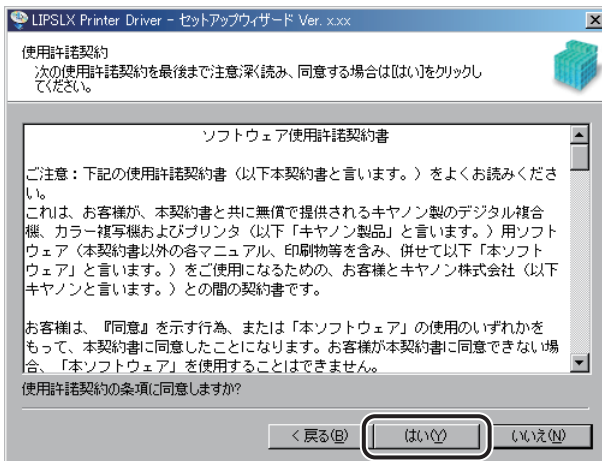 LIPSLX Printer Driver - セットアップウィザード Ver. x.xx
使用許諾契約
次の使用許諾契約を最後まで注意深く読み、同意する場合は[はい]をクリックし
てください。
ソフトウェア使用許諾契約書
ご注意：下記の使用許諾契約書（以下本契約書と言います。）をよくお読みくださ
い。
これは、お客様が、本契約書と共に無償で提供されるキヤノン製のデジタル複合
機、カラー複写機およびプリンタ（以下「キヤノン製品」と言います。）用ソフト
ウェア（本契約書以外の各マニュアル、印刷物等を含み、併せて以下「本ソフト
ウェア」と言います。）をご使用になるための、お客様とキヤノン株式会社（以下
キヤノンと言います。）との間の契約書です。
お客様は、『同意』を示す行為、または「本ソフトウェア」の使用のいずれかを
もって、本契約書に同意したことになります。お客様が本契約書に同意できない場
合、「本ソフトウェア」を使用することはできません。
使用許諾契約の条項に同意しますか?
< 戻る(B)
はい(Y)
いいえ(N)